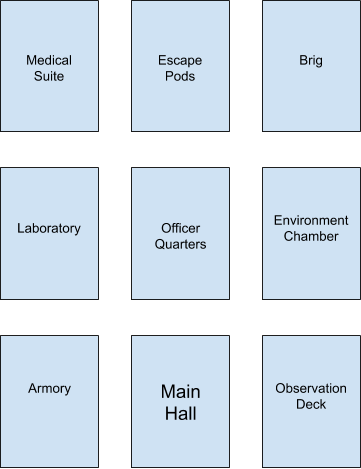 Medical
Suite
Escape
Pods
Brig
Laboratory
Officer
Quarters
Environment
Chamber
Armory
Main
Hall
Observation
Deck